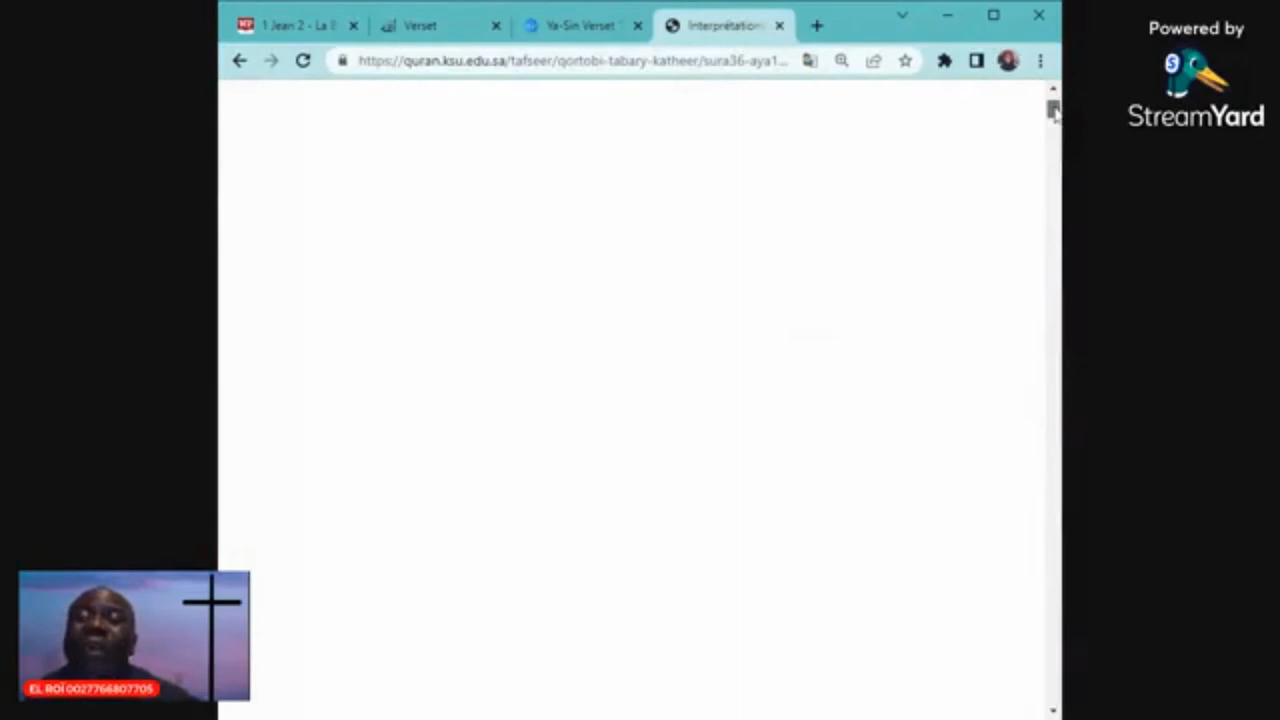 1 Jean 2 - La B
Verset
Ya-Sin Verset
Interprétation
https://quran.ksu.edu.sa/tafseer/qortobi-tabary-katheer/sura36-aya1...
Powered by
S
StreamYard
EL ROÏ 0027766807705